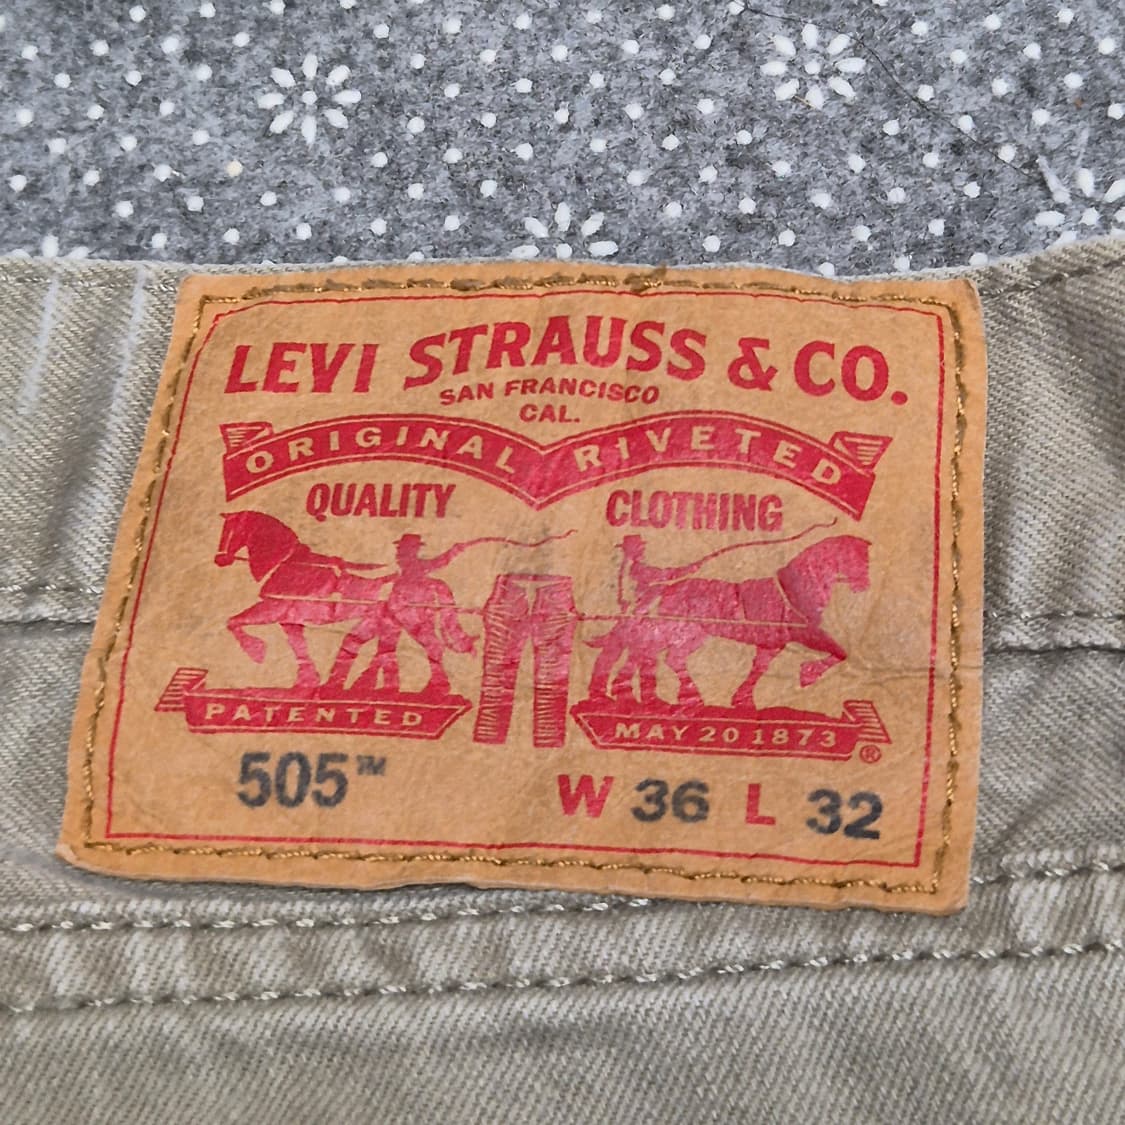 LEVI STRAUSS & CO.
SAN FRANCISCO
CAL.
ORIGINAL RIVETED
QUALITY CLOTHING
PATENTED MAY 20 1873 ®
505™ W 36 L 32